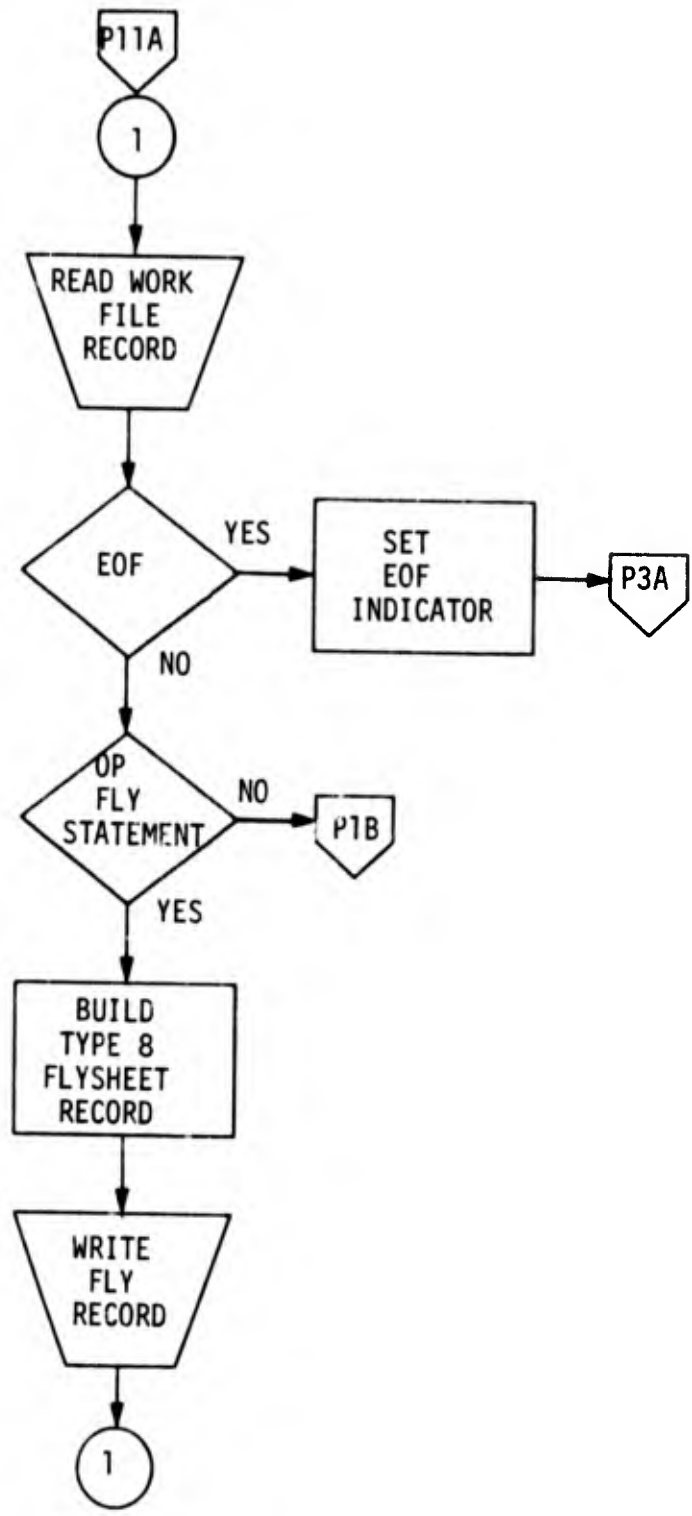 P11A
1
READ WORK
FILE
RECORD
EOF
YES
SET
EOF
INDICATOR
P3A
NO
OP
FLY
STATEMENT
NO
P1B
YES
BUILD
TYPE 8
FLYSHEET
RECORD
WRITE
FLY
RECORD
1